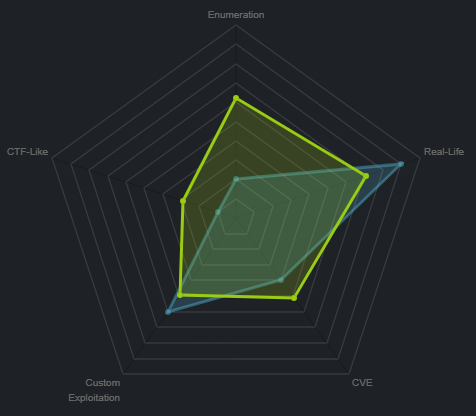 Enumeration
CTF-Like
Real-Life
Custom
Exploitation
CVE